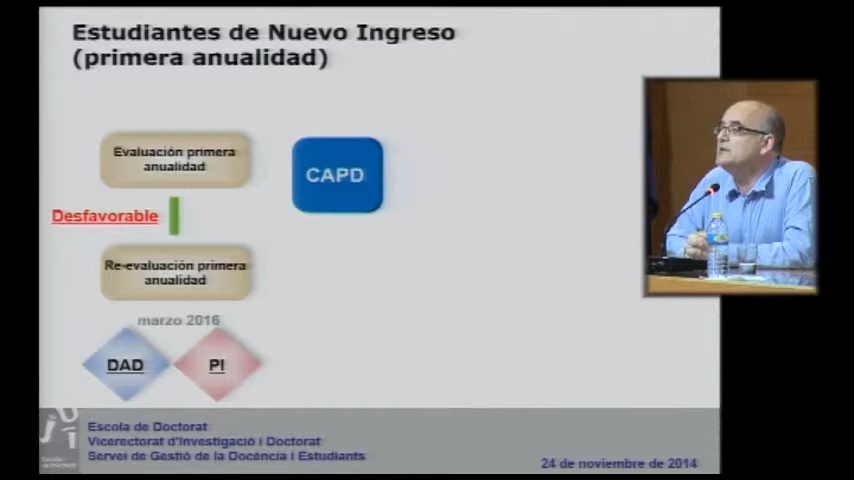 Estudiantes de Nuevo Ingreso
(primera anualidad)
Evaluación primera
anualidad
CAPD
Desfavorable
Re-evaluación primera
anualidad
marzo 2016
DAD
PI
Escola de Doctorat
Vicerectorat d'Investigació i Doctorat
Servei de Gestió de la Docència i Estudiants
24 de noviembre de 2014